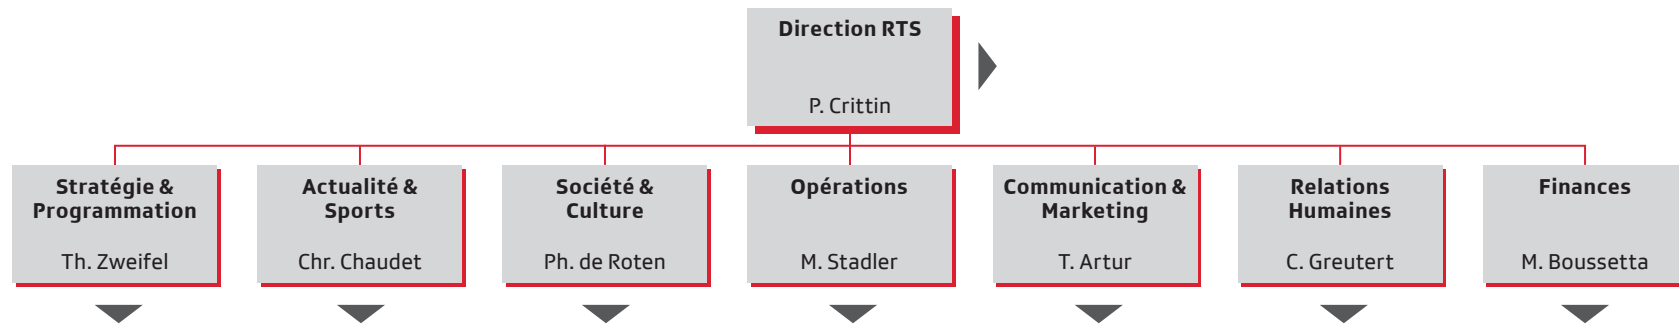 Direction RTS
P. Crittin
Stratégie &
Programmation
Th. Zweifel
Actualité &
Sports
Chr. Chaudet
Société &
Culture
Ph. de Roten
Opérations
M. Stadler
Communication &
Marketing
T. Artur
Relations
Humaines
C. Greutert
Finances
M. Boussetta